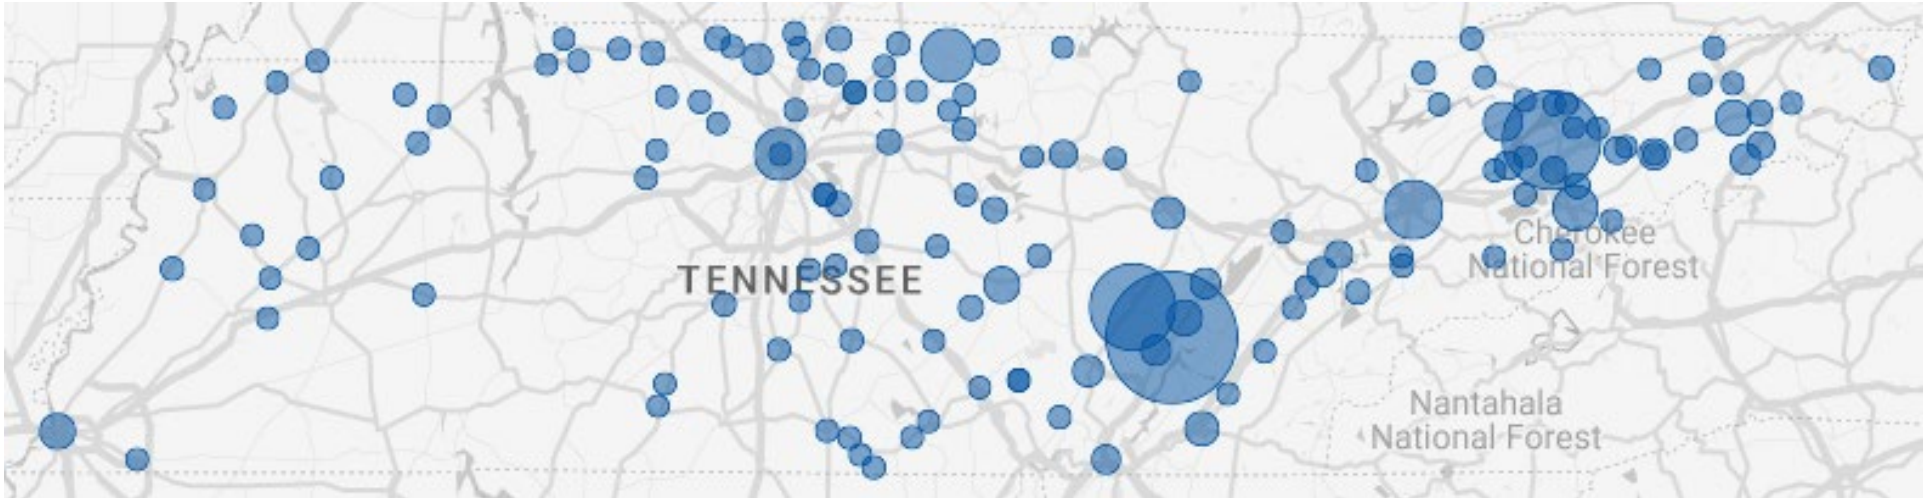 TENNESSEE
Cherokee
National Forest
Nantahala
National Forest